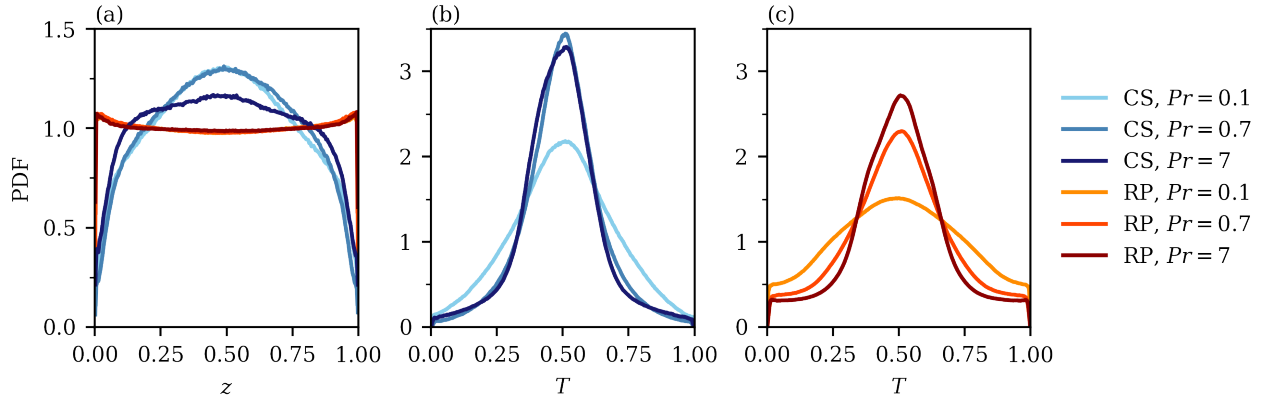 (a)
(b)
(c)
PDF
1.5
1.0
0.5
0.0
0.00 0.25 0.50 0.75 1.00
z
3
2
1
0
0.00 0.25 0.50 0.75 1.00
T
3
2
1
0
0.00 0.25 0.50 0.75 1.00
T
CS, Pr = 0.1
CS, Pr = 0.7
CS, Pr = 7
RP, Pr = 0.1
RP, Pr = 0.7
RP, Pr = 7